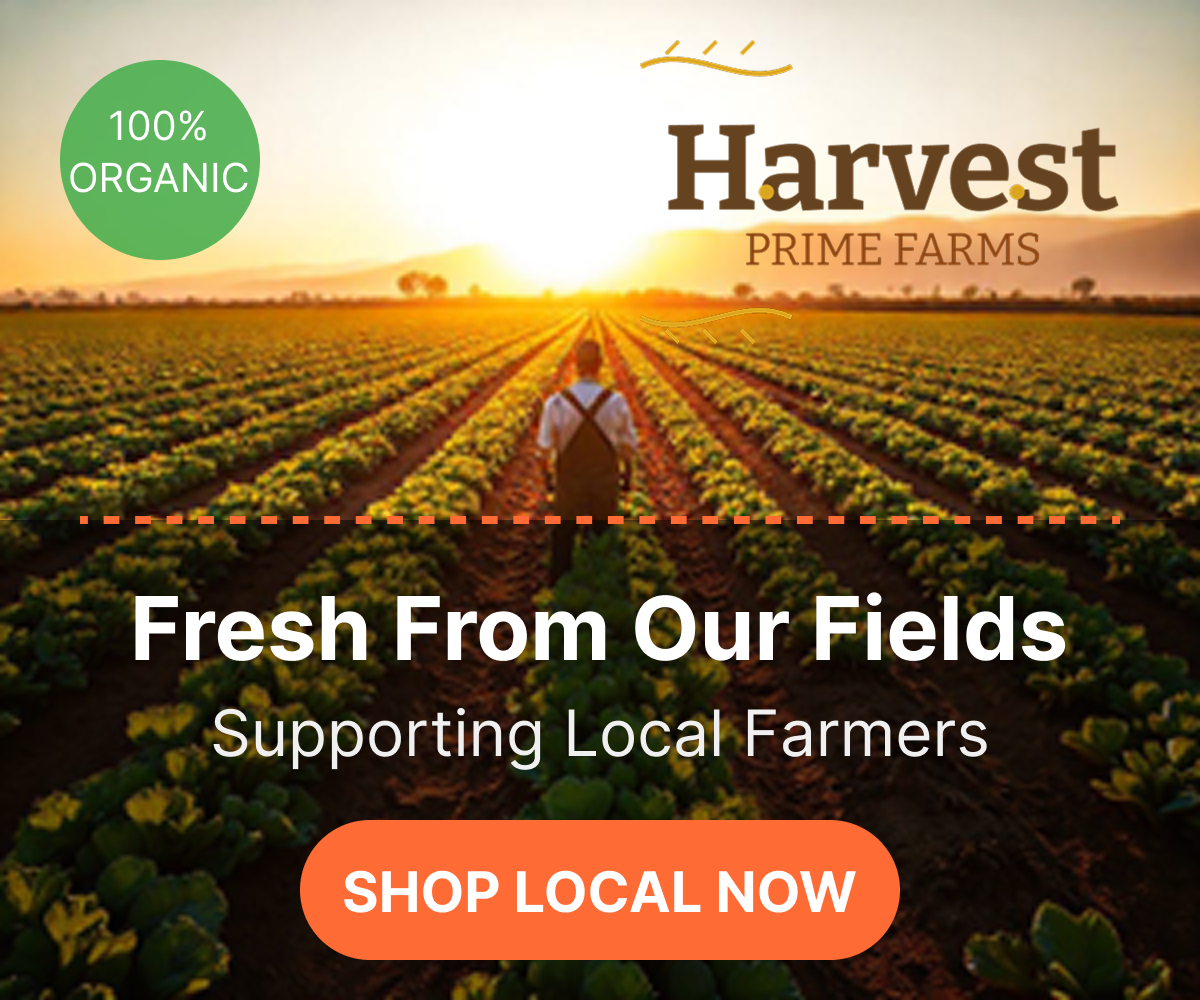 100%
ORGANIC
Harvest
PRIME FARMS
Fresh From Our Fields
Supporting Local Farmers
SHOP LOCAL NOW